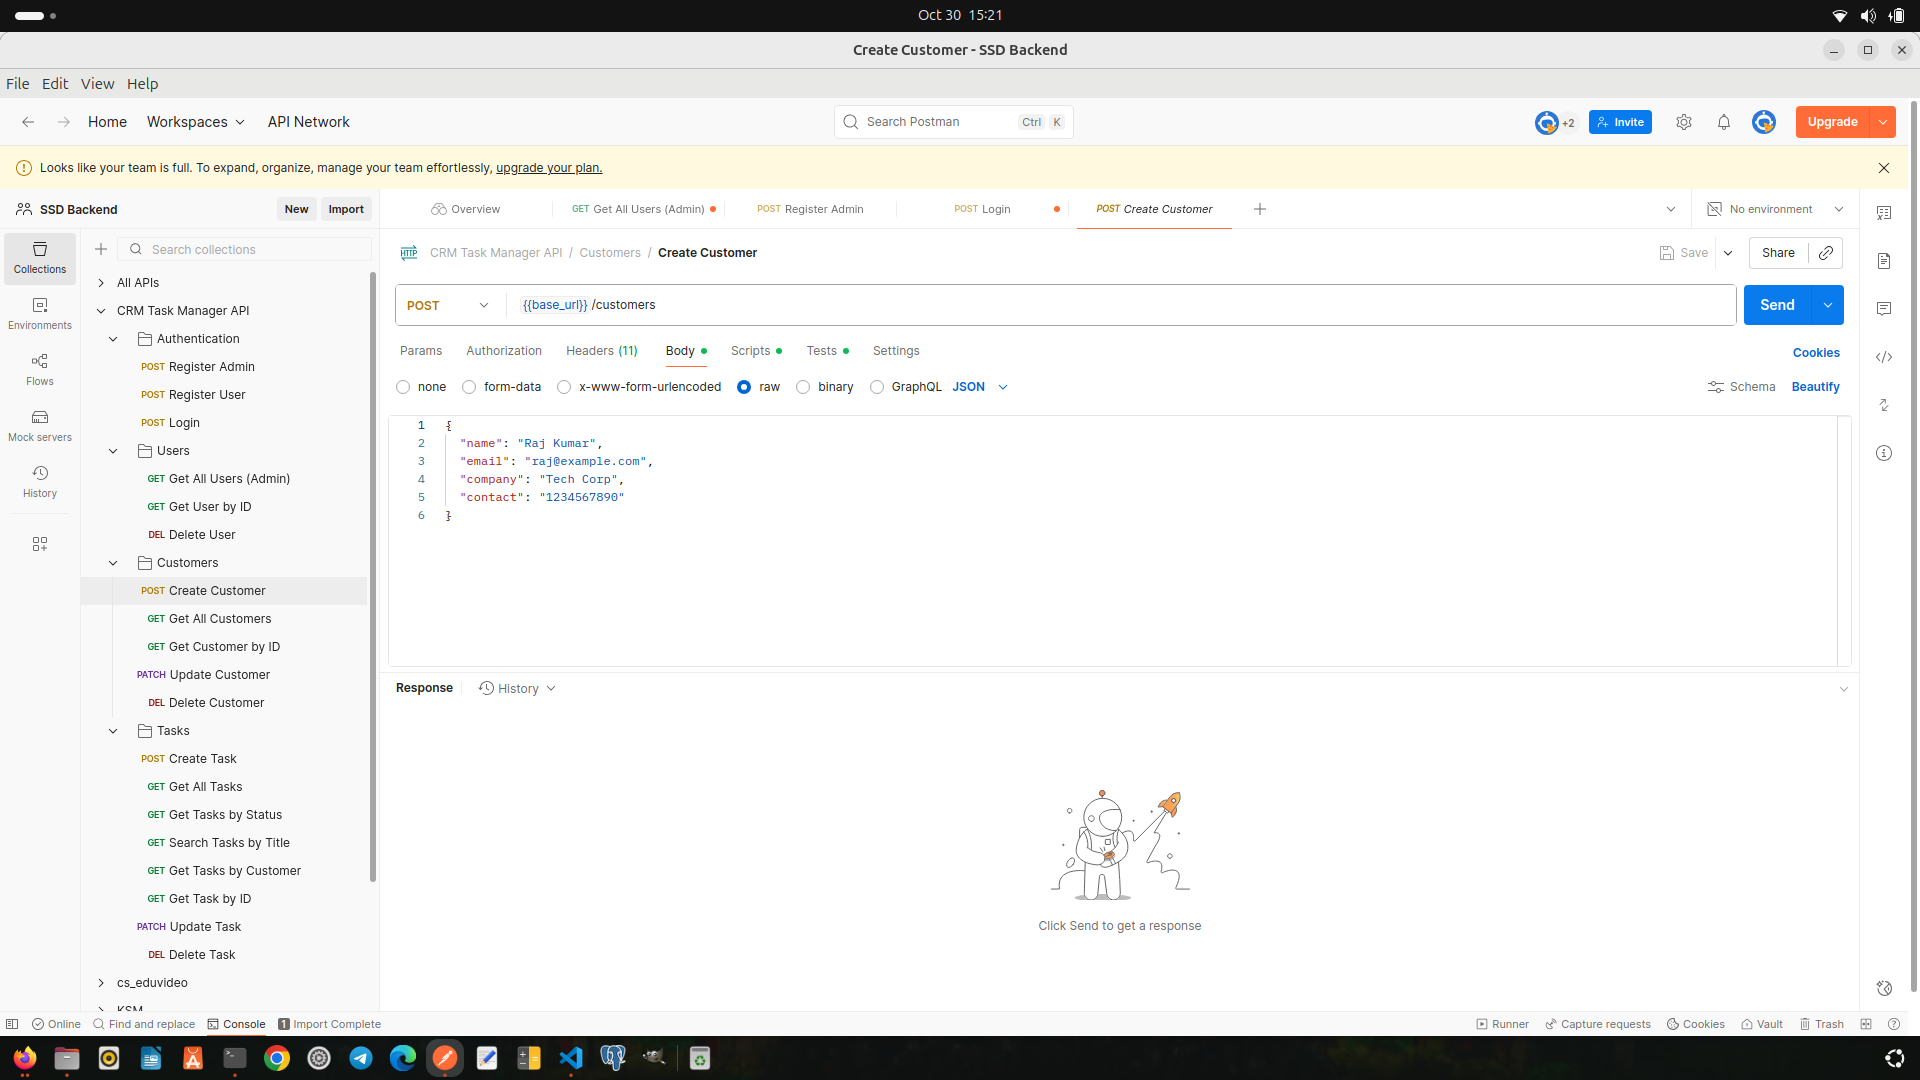 Oct 30 15:21
Create Customer - SSD Backend
File Edit View Help
Home Workspaces API Network
Search Postman Ctrl K
+2 Invite Upgrade
Looks like your team is full. To expand, organize, manage your team effortlessly, upgrade your plan.
SSD Backend New Import
Overview GET Get All Users (Admin) POST Register Admin POST Login POST Create Customer No environment
Collections
Environments
Flows
Mock servers
History
Search collections
All APIs
CRM Task Manager API
Authentication
POST Register Admin
POST Register User
POST Login
Users
GET Get All Users (Admin)
GET Get User by ID
DEL Delete User
Customers
POST Create Customer
GET Get All Customers
GET Get Customer by ID
PATCH Update Customer
DEL Delete Customer
Tasks
POST Create Task
GET Get All Tasks
GET Get Tasks by Status
GET Search Tasks by Title
GET Get Tasks by Customer
GET Get Task by ID
PATCH Update Task
DEL Delete Task
cs_eduvideo
KSM
HTTP CRM Task Manager API / Customers / Create Customer Save Share
POST {{base_url}} /customers Send
Params Authorization Headers (11) Body Scripts Tests Settings Cookies
none form-data x-www-form-urlencoded raw binary GraphQL JSON Schema Beautify
1 {
2 "name": "Raj Kumar",
3 "email": "raj@example.com",
4 "company": "Tech Corp",
5 "contact": "1234567890"
6 }
Response History
Click Send to get a response
Online Find and replace Console 1 Import Complete Runner Capture requests Cookies Vault Trash